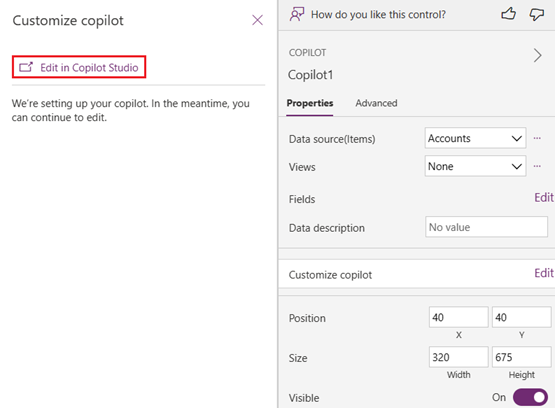 Customize copilot
Edit in Copilot Studio
We're setting up your copilot. In the meantime, you
can continue to edit.
How do you like this control?
COPILOT
Copilot1
Properties
Advanced
Data source(Items)
Accounts
Views
None
Fields
Edit
Data description
No value
Customize copilot
Edit
Position
40
40
X
Y
Size
320
675
Width
Height
Visible
On